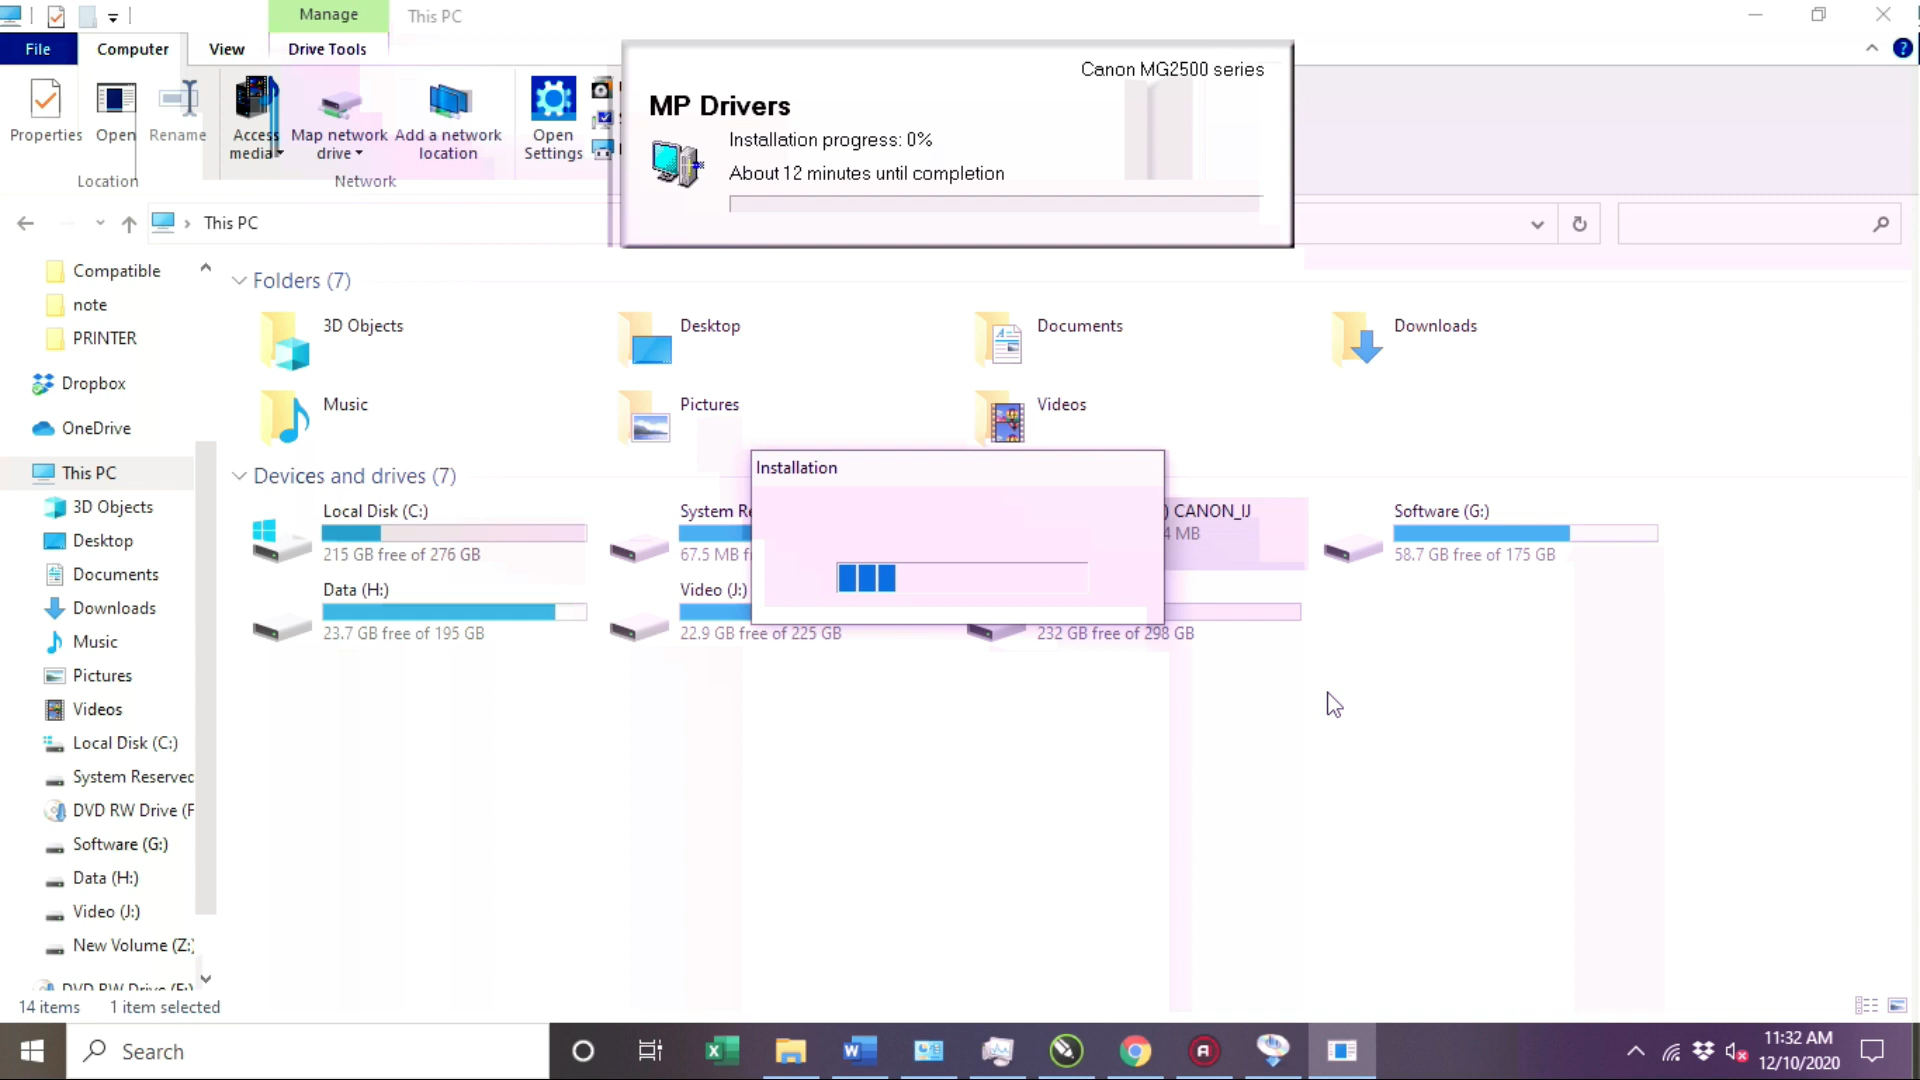 Manage
This PC
File
Computer
View
Drive Tools
Properties
Open
Rename
Access media
Map network drive
Add a network location
Open Settings
Location
Network
Canon MG2500 series
MP Drivers
Installation progress: 0%
About 12 minutes until completion
This PC
Compatible
note
PRINTER
Dropbox
OneDrive
This PC
3D Objects
Desktop
Documents
Downloads
Music
Pictures
Videos
Local Disk (C:)
System Reserved
DVD RW Drive (F
Software (G:)
Data (H:)
Video (J:)
New Volume (Z:)
DVD RW Drive (F:)
Folders (7)
3D Objects
Desktop
Documents
Downloads
Music
Pictures
Videos
Devices and drives (7)
Local Disk (C:)
215 GB free of 276 GB
System Re
67.5 MB f
) CANON_IJ
4 MB
Software (G:)
58.7 GB free of 175 GB
Data (H:)
23.7 GB free of 195 GB
Video (J:)
22.9 GB free of 225 GB
232 GB free of 298 GB
Installation
14 items
1 item selected
Search
11:32 AM
12/10/2020